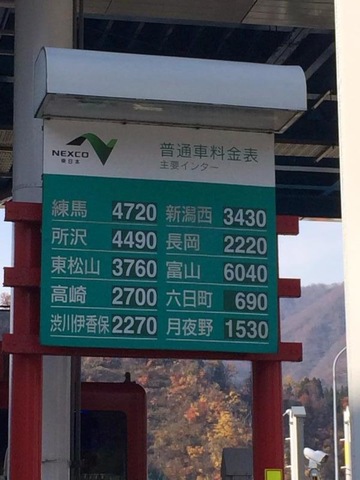 NEXCO
東日本
普通車料金表
主要インター
練馬 4720 新潟西 3430
所沢 4490 長岡 2220
東松山 3760 富山 6040
高崎 2700 六日町 690
渋川伊香保 2270 月夜野 1530